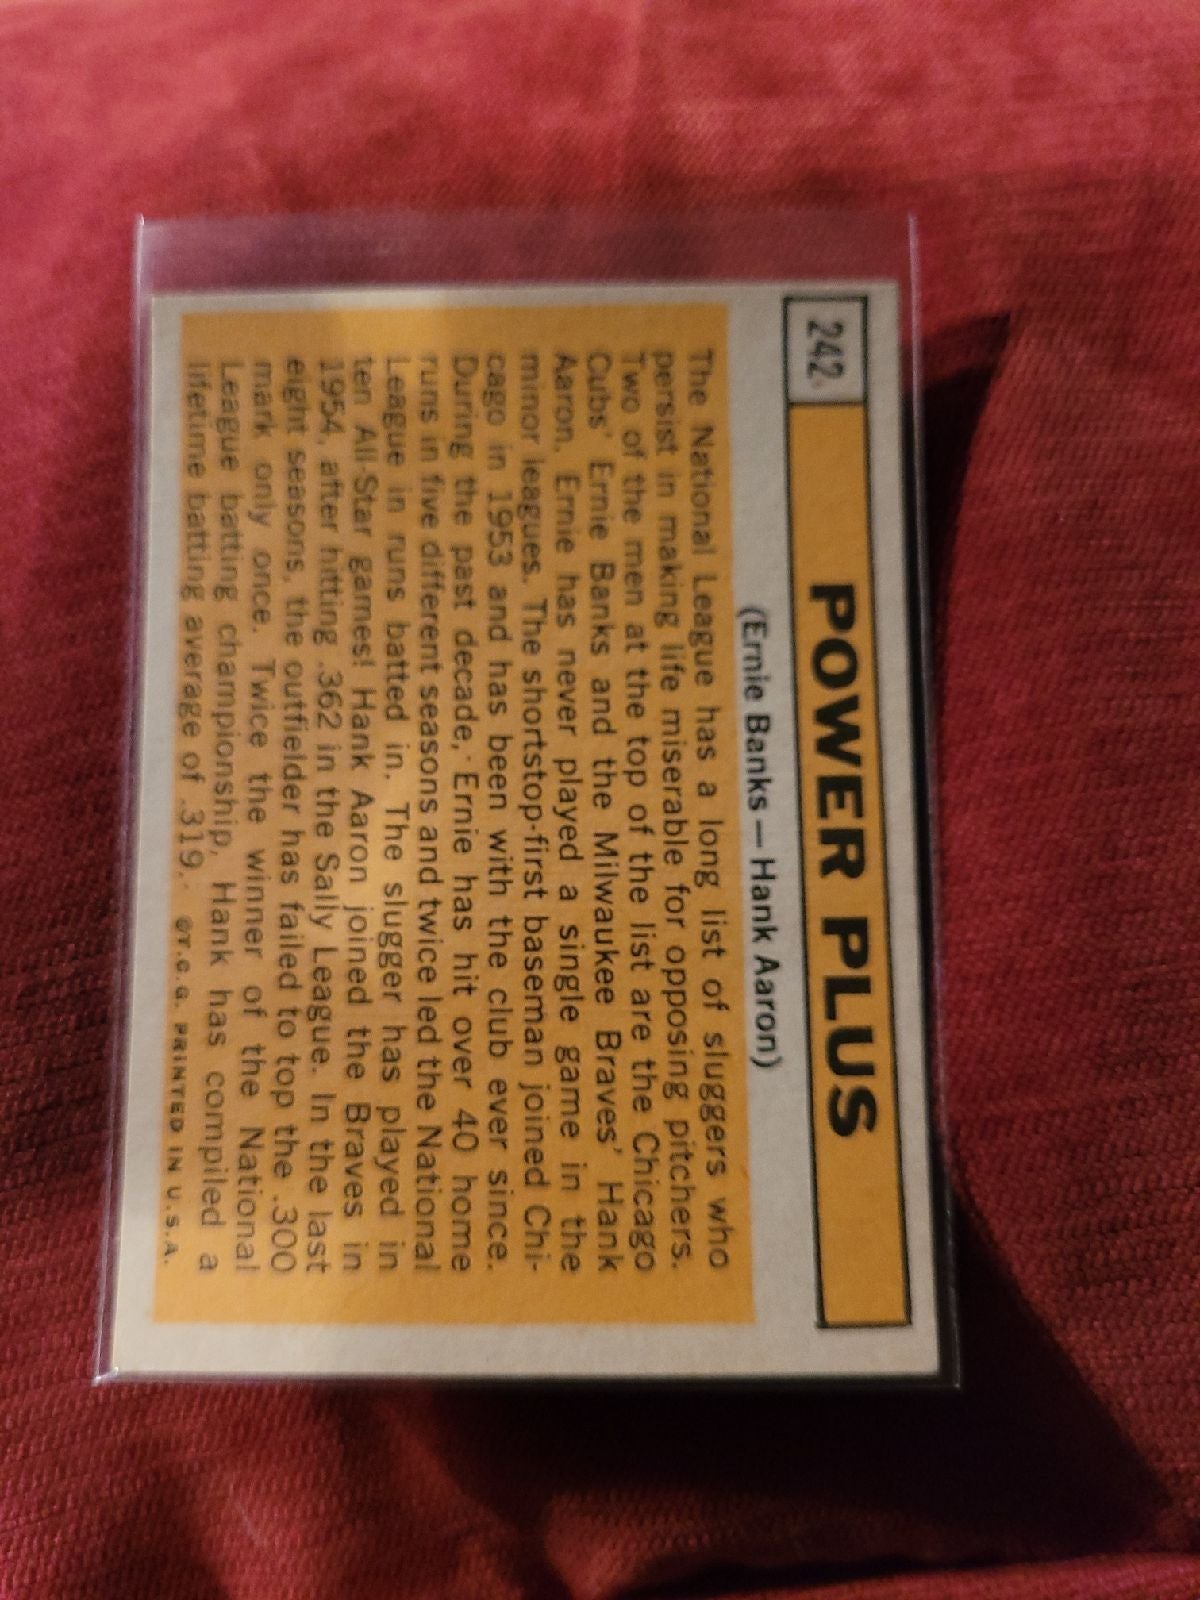 242
POWER PLUS
(Ernie Banks — Hank Aaron)
The National League has a long list of sluggers who
persist in making life miserable for opposing pitchers.
Two of the men at the top of the list are the Chicago
Cubs' Ernie Banks and the Milwaukee Braves' Hank
Aaron. Ernie has never played a single game in the
minor leagues. The shortstop-first baseman joined Chi-
cago in 1953 and has been with the club ever since.
During the past decade, Ernie has hit over 40 home
runs in five different seasons and twice led the National
League in runs batted in. The slugger has played in
ten All-Star games! Hank Aaron joined the Braves in
1954, after hitting .362 in the Sally League. In the last
eight seasons, the outfielder has failed to top the .300
mark only once. Twice the winner of the National
League batting championship, Hank has compiled a
lifetime batting average of .319.
©T.C.G. PRINTED IN U.S.A.